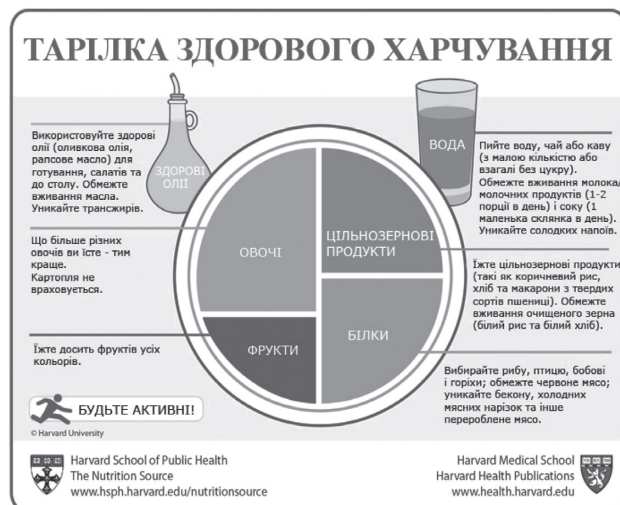 ТАРІЛКА ЗДОРОВОГО ХАРЧУВАННЯ
Використовуйте здорові
олії (оливкова олія,
рапсове масло) для
готування, салатів та
до столу. Обмежте
вживання масла.
Уникайте трансжирів.
ЗДОРОВІ
ОЛІЇ
ВОДА
Пийте воду, чай або каву
(з малою кількістю або
взагалі без цукру).
Обмежте вживання молока/
молочних продуктів (1-2
порції в день) і соку (1
маленька склянка в день).
Уникайте солодких напоїв.
Що більше різних
овочів ви їсте - тим
краще.
Картопля не
враховується.
ОВОЧІ
ЦІЛЬНОЗЕРНОВІ
ПРОДУКТИ
Їжте цільнозернові продукти
(такі як коричневий рис,
хліб та макарони з твердих
сортів пшениці). Обмежте
вживання очищеного зерна
(білий рис та білий хліб).
Їжте досить фруктів усіх
кольорів.
ФРУКТИ
БІЛКИ
Вибирайте рибу, птицю, бобові
і горіхи; обмежте червоне мясо;
уникайте бекону, холодних
мясних нарізок та інше
перероблене мясо.
БУДЬТЕ АКТИВНІ!
© Harvard University
Harvard School of Public Health
The Nutrition Source
www.hsph.harvard.edu/nutritionsource
Harvard Medical School
Harvard Health Publications
www.health.harvard.edu